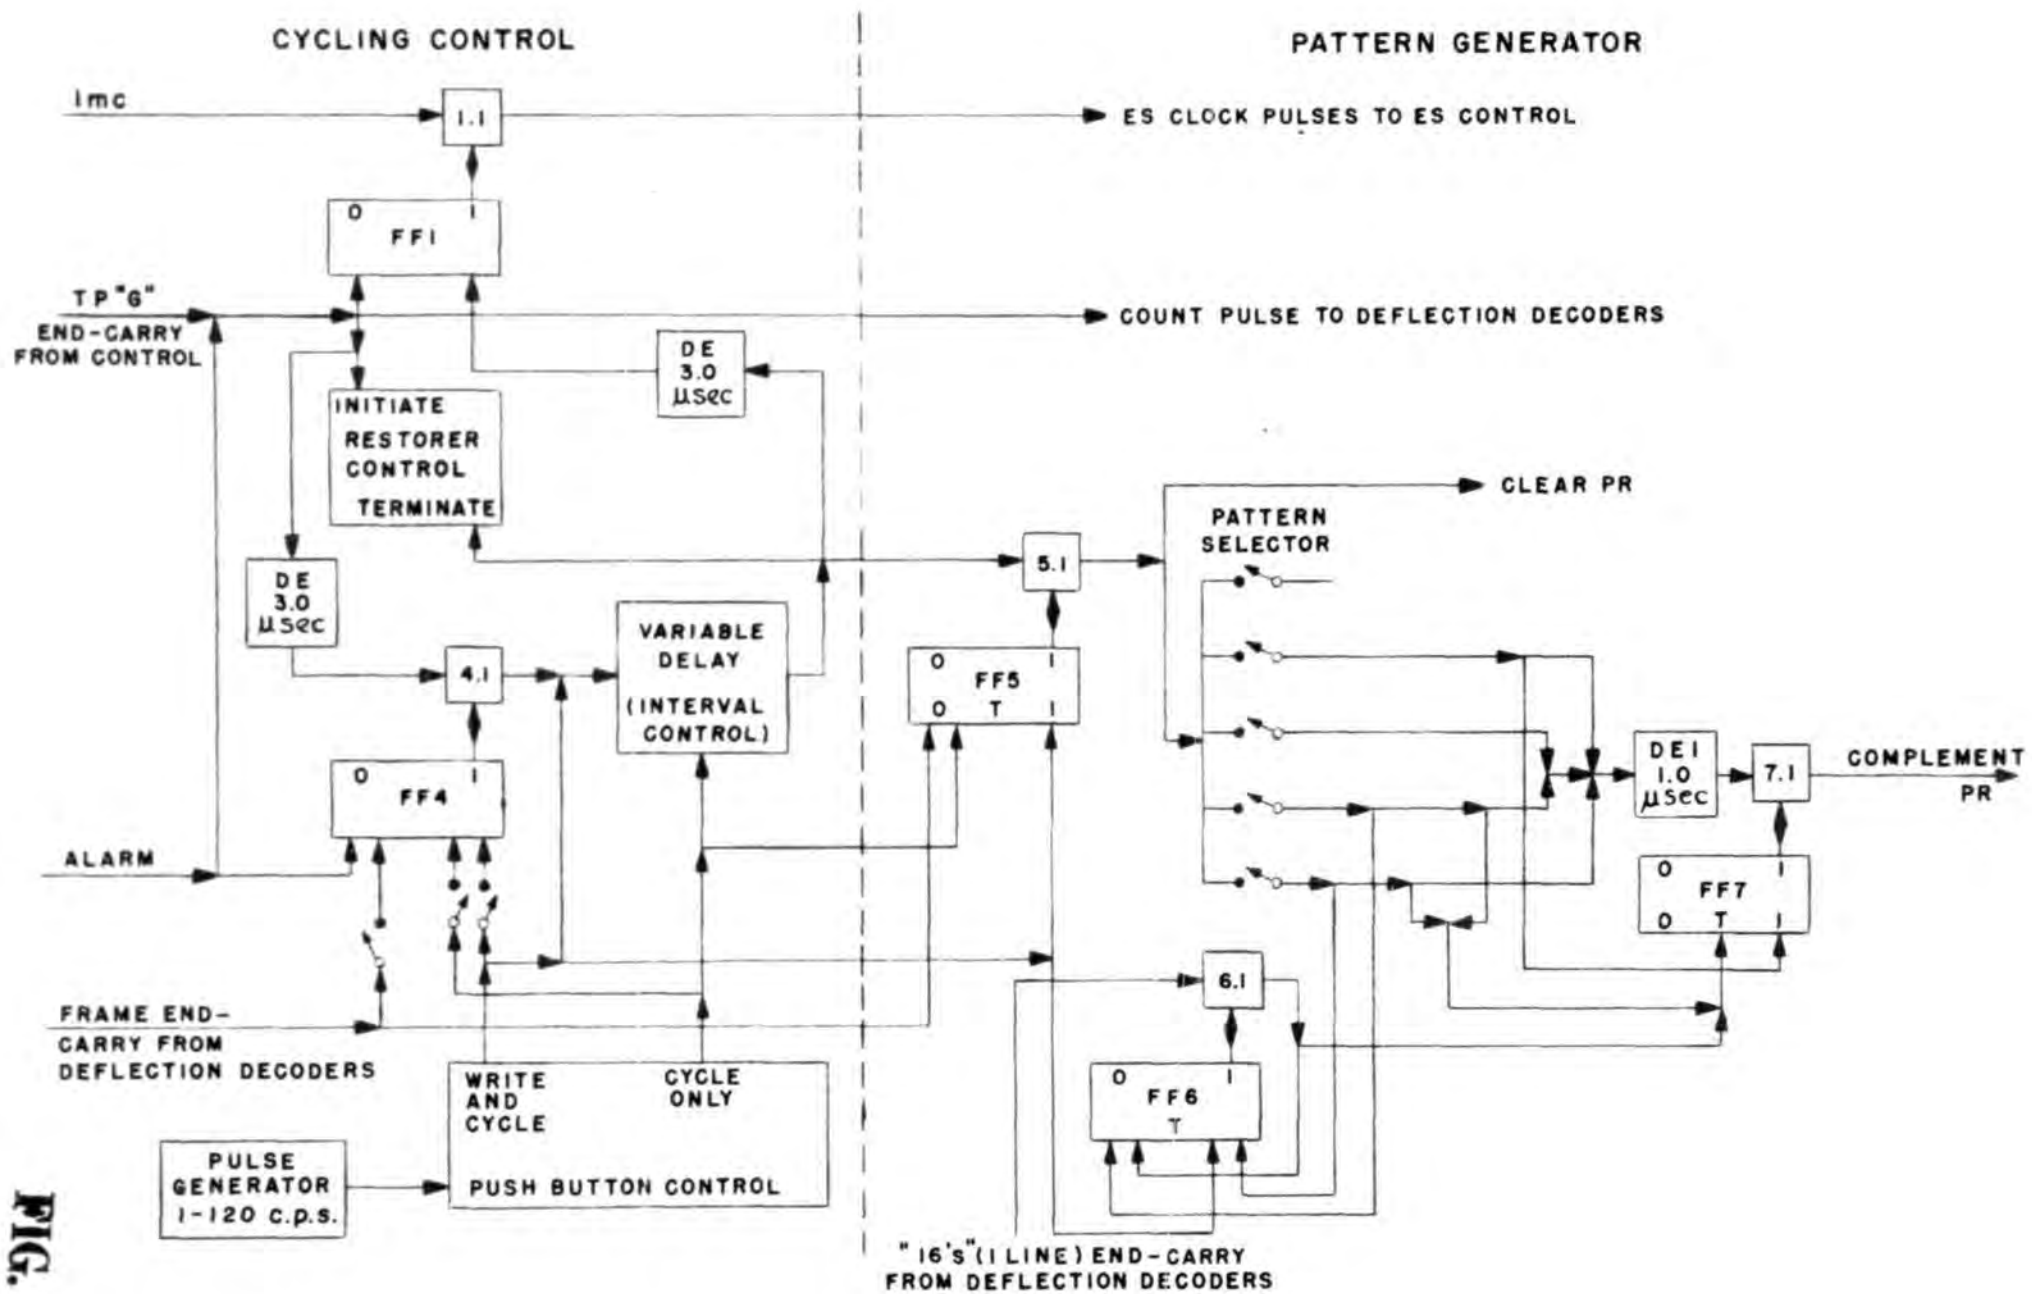 CYCLING CONTROL
PATTERN GENERATOR
1mc
1.1
ES CLOCK PULSES TO ES CONTROL
0 1
FF1
TP "G"
END-CARRY
FROM CONTROL
COUNT PULSE TO DEFLECTION DECODERS
DE
3.0
μsec
INITIATE
RESTORER
CONTROL
TERMINATE
CLEAR PR
PATTERN
SELECTOR
5.1
DE
3.0
μsec
4.1
VARIABLE
DELAY
(INTERVAL
CONTROL)
0 1
FF5
0 T 1
0 1
FF4
DE1
1.0
μsec
7.1
COMPLEMENT
PR
ALARM
0 1
FF7
0 T 1
6.1
FRAME END-
CARRY FROM
DEFLECTION DECODERS
WRITE
AND
CYCLE
CYCLE
ONLY
0 1
FF6
T
PULSE
GENERATOR
1-120 c.p.s.
PUSH BUTTON CONTROL
"16's" (1 LINE) END-CARRY
FROM DEFLECTION DECODERS
FIG.